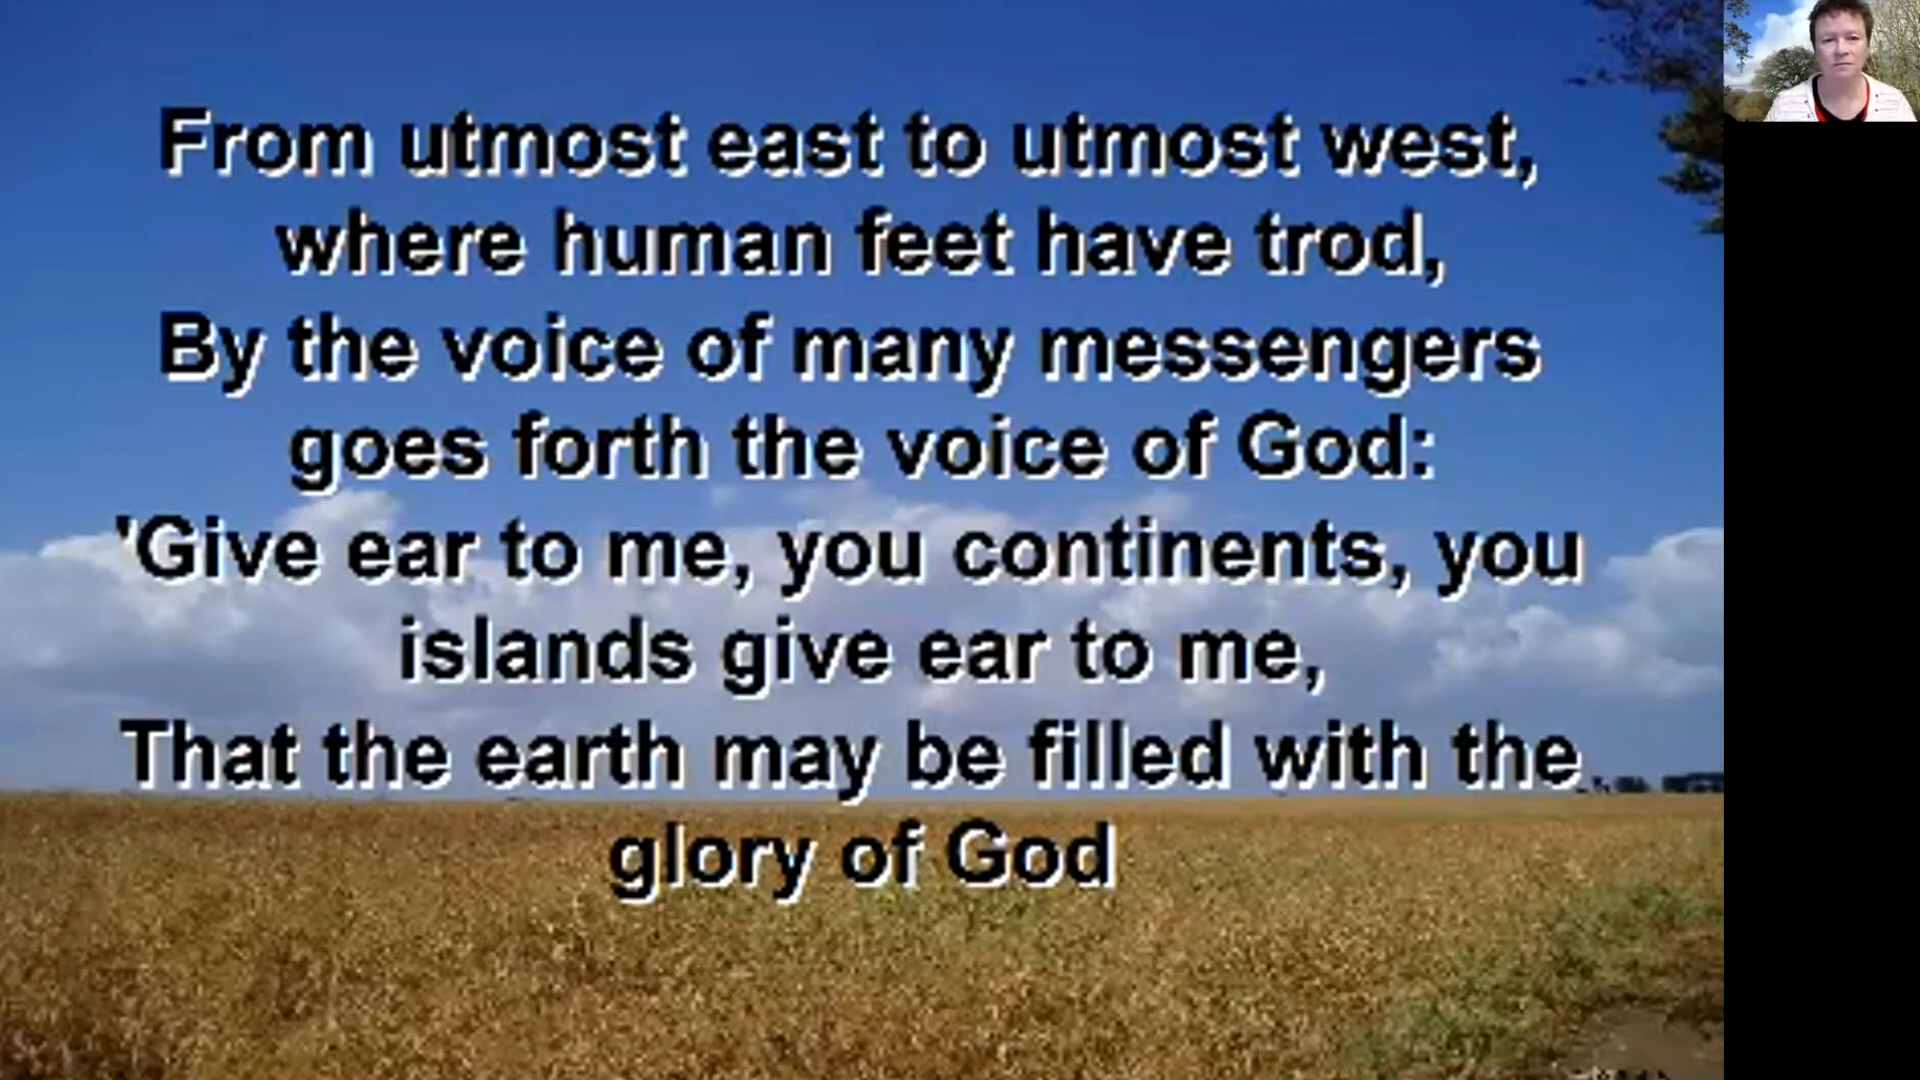 From utmost east to utmost west,
where human feet have trod,
By the voice of many messengers
goes forth the voice of God:
'Give ear to me, you continents, you
islands give ear to me,
That the earth may be filled with the
glory of God